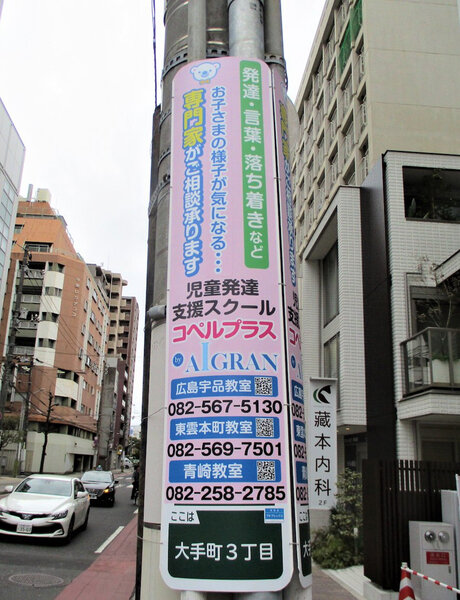 発達・言葉・落ち着きなど
お子さまの様子が気になる…
専門家がご相談承ります
児童発達
支援スクール
コペルプラス
by AIGRAN
広島宇品教室
082-567-5130
東雲本町教室
082-569-7501
青崎教室
082-258-2785
ここは
大手町3丁目
蔵本内科
2F